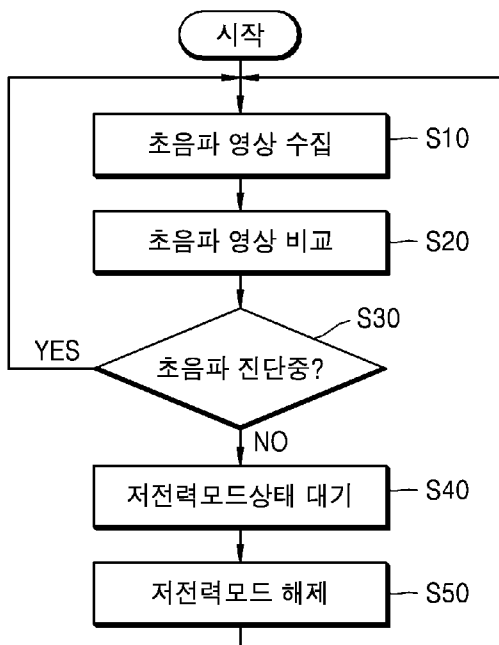 시작
초음파 영상 수집
S10
초음파 영상 비교
S20
S30
YES
초음파 진단중?
NO
저전력모드상태 대기
S40
저전력모드 해제
S50